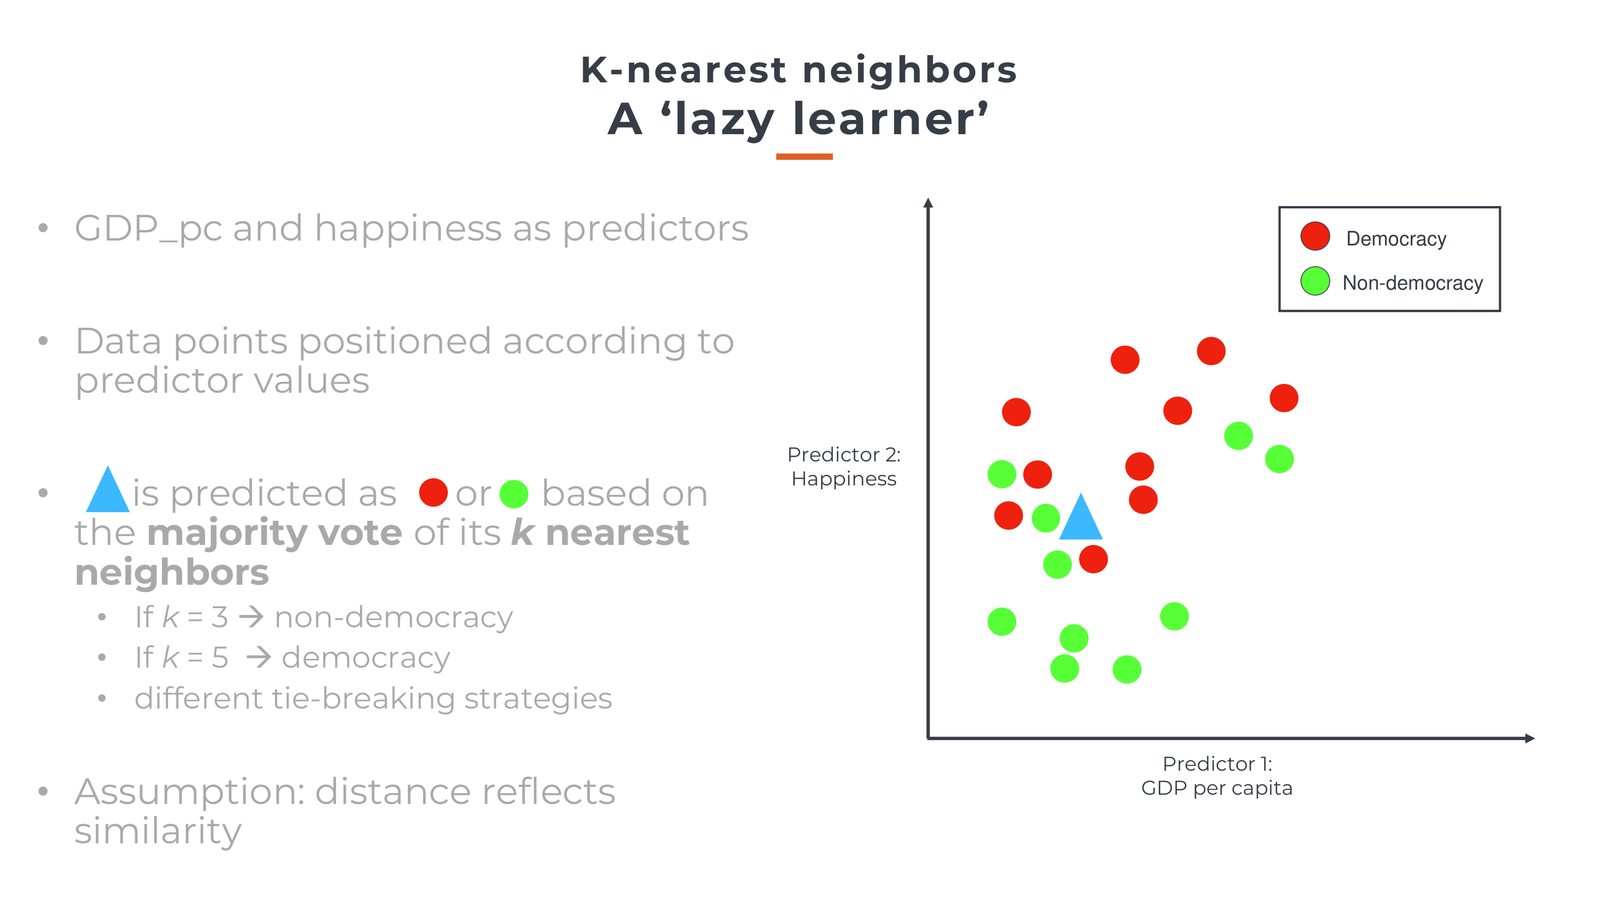 K-nearest neighbors
A ‘lazy learner’
• GDP_pc and happiness as predictors
• Data points positioned according to
predictor values
• is predicted as or based on
the majority vote of its k nearest
neighbors
• If k = 3 → non-democracy
• If k = 5 → democracy
• different tie-breaking strategies
• Assumption: distance reflects
similarity
Democracy
Non-democracy
Predictor 2:
Happiness
Predictor 1:
GDP per capita